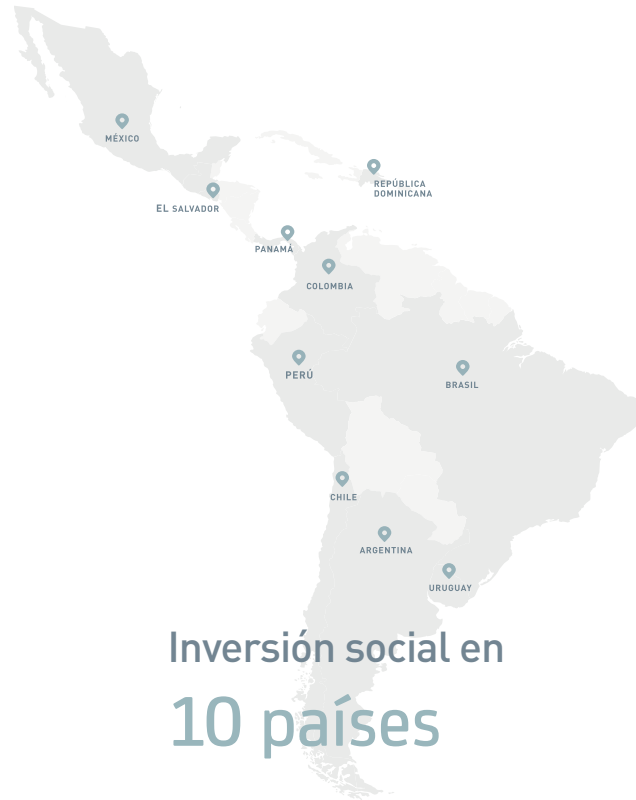 MÉXICO
REPÚBLICA
DOMINICANA
EL SALVADOR
PANAMÁ
COLOMBIA
PERÚ
BRASIL
CHILE
ARGENTINA
URUGUAY
Inversión social en
10 países